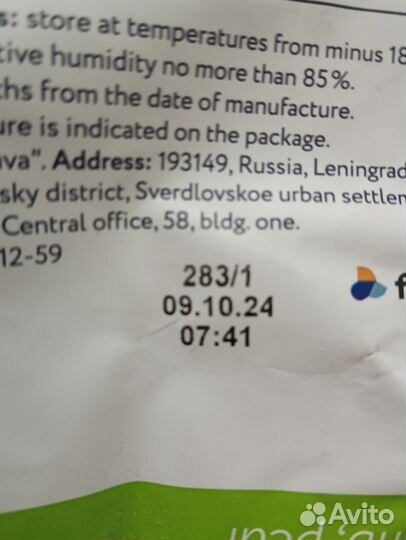 s: store at temperatures from minus 18
tive humidity no more than 85%.
ths from the date of manufacture.
ure is indicated on the package.
ava". Address: 193149, Russia, Leningrad
sky district, Sverdlovskoe urban settlem
Central office, 58, bldg. one.
12-59
283/1
09.10.24
07:41
f
Avito